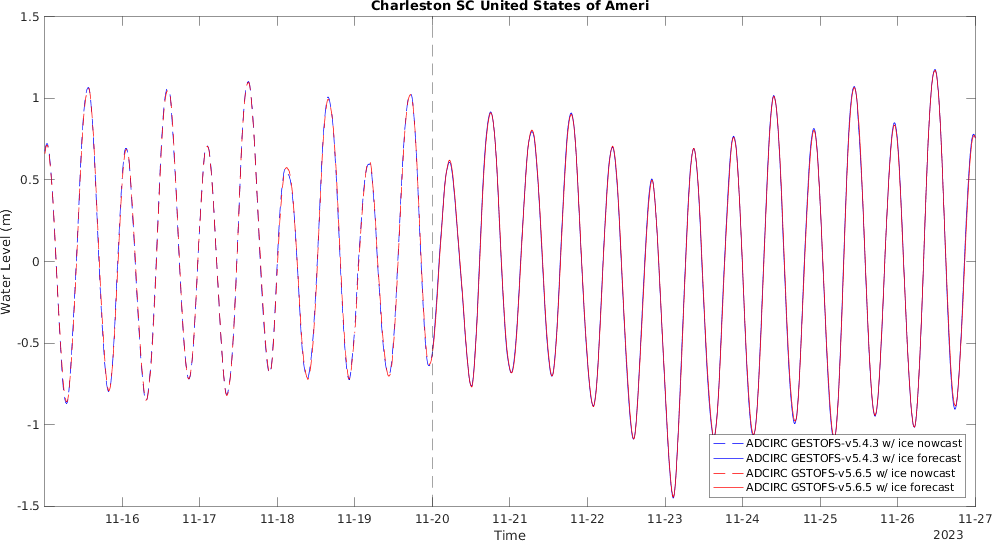 Charleston SC United States of Ameri
1.5
1
0.5
0
-0.5
-1
-1.5
Water Level (m)
ADCIRC GESTOFS-v5.4.3 w/ ice nowcast
ADCIRC GESTOFS-v5.4.3 w/ ice forecast
ADCIRC GSTOFS-v5.6.5 w/ ice nowcast
ADCIRC GSTOFS-v5.6.5 w/ ice forecast
11-16 11-17 11-18 11-19 11-20 11-21 11-22 11-23 11-24 11-25 11-26 11-27
Time
2023